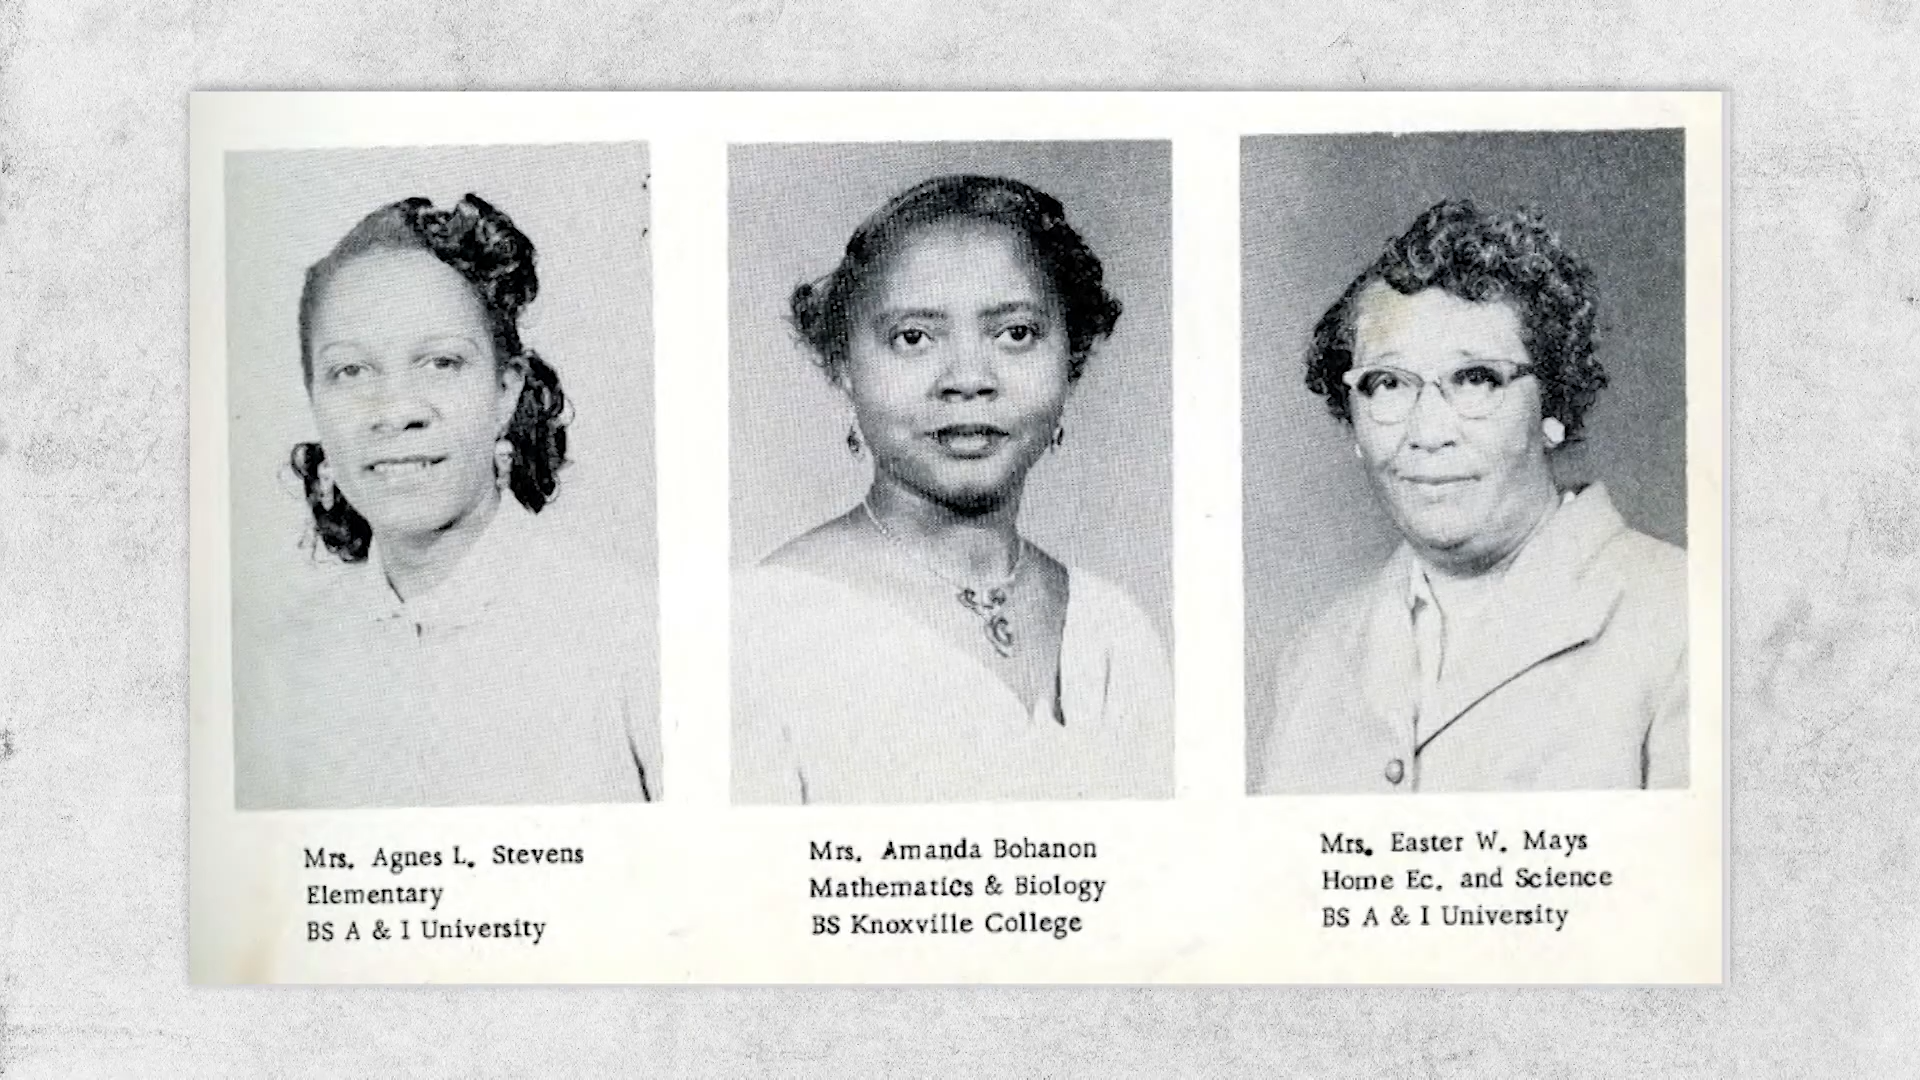 Mrs. Agnes L. Stevens
Elementary
BS A & I University
Mrs. Amanda Bohanon
Mathematics & Biology
BS Knoxville College
Mrs. Easter W. Mays
Home Ec. and Science
BS A & I University